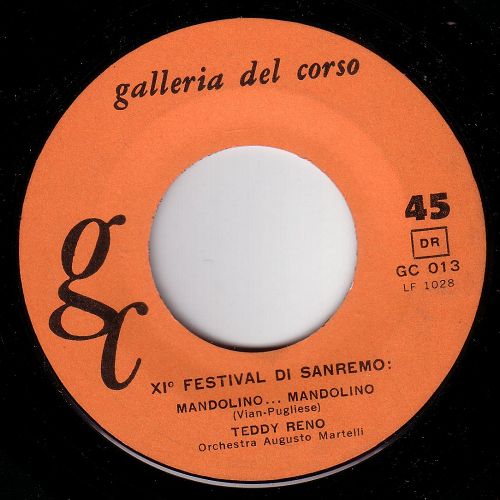 galleria del corso
45
DR
GC 013
LF 1028
gc
XIº FESTIVAL DI SANREMO:
MANDOLINO... MANDOLINO
(Vian-Pugliese)
TEDDY RENO
Orchestra Augusto Martelli